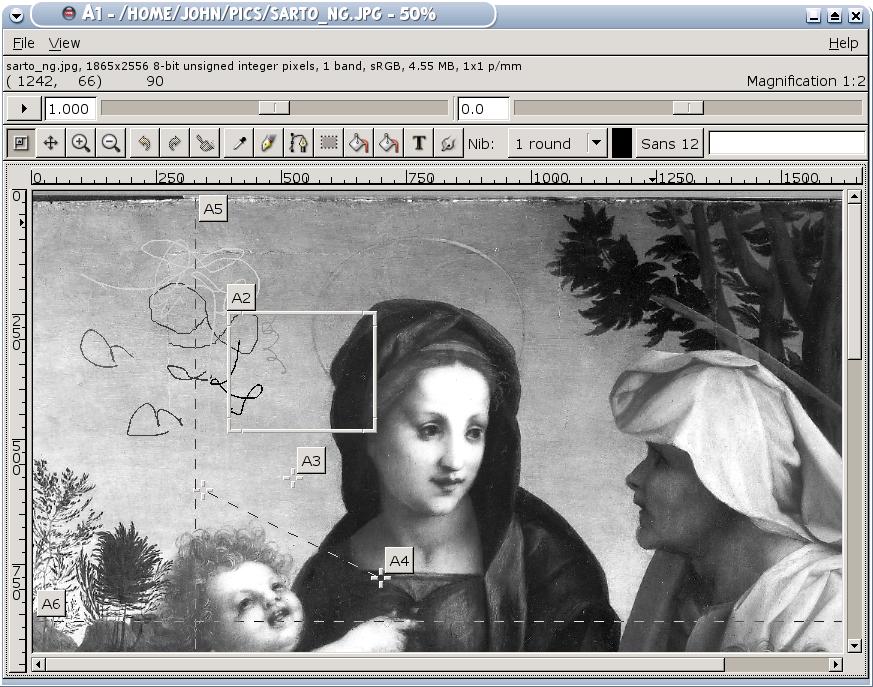 A1 - /HOME/JOHN/PICS/SARTO_NG.JPG - 50%
File View Help
sarto_ng.jpg, 1865x2556 8-bit unsigned integer pixels, 1 band, sRGB, 4.55 MB, 1x1 p/mm
( 1242, 66) 90 Magnification 1:2
1.000 0.0
T Nib: 1 round Sans 12
0 250 500 750 1000 1250 1500
0
A5
A2
250
500
A3
A4
750
A6